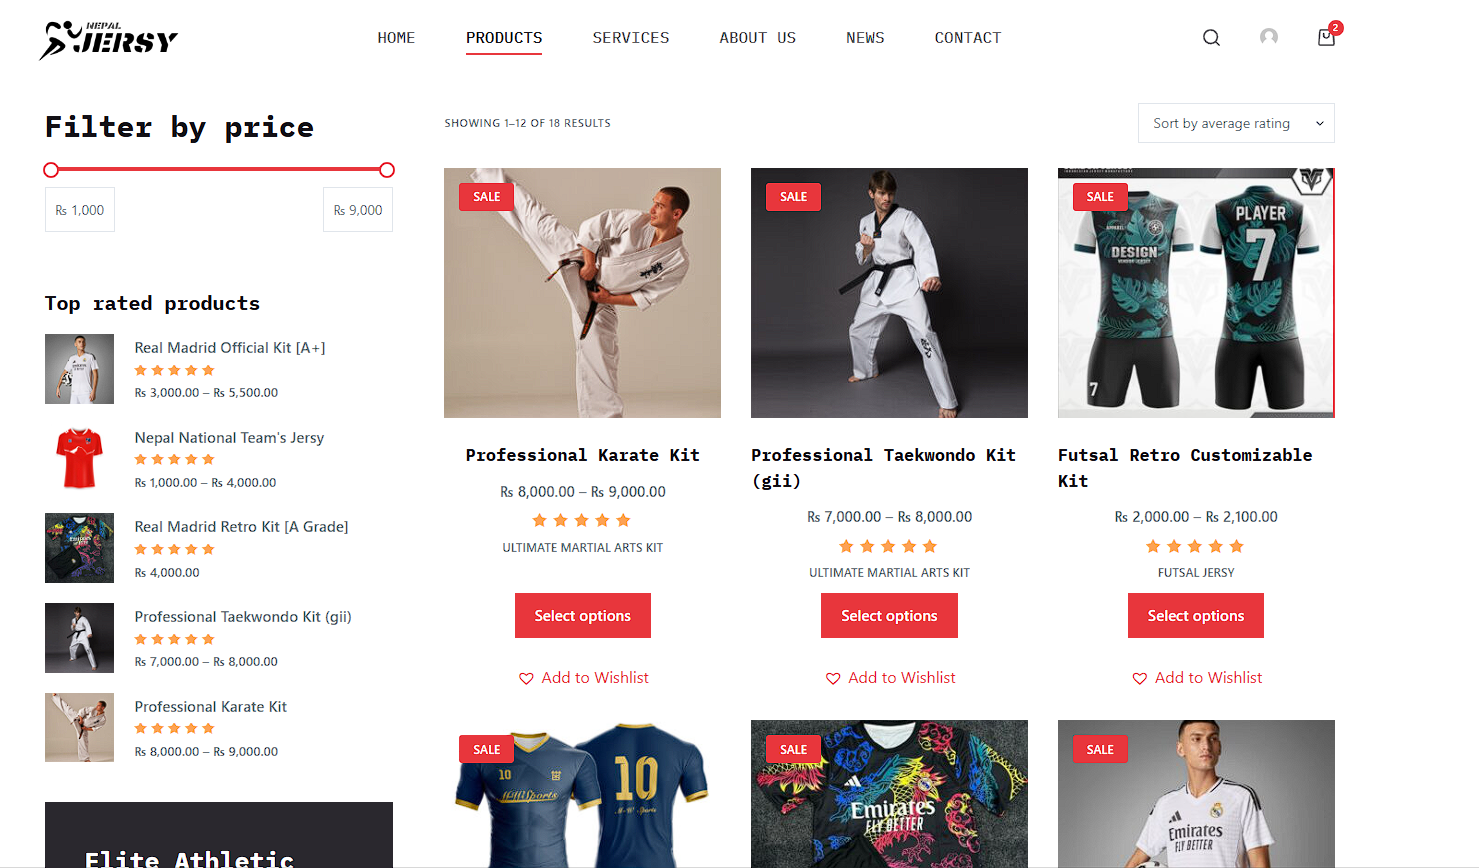 NEPAL
JERSY
HOME
PRODUCTS
SERVICES
ABOUT US
NEWS
CONTACT
2
Filter by price
₨ 1,000
₨ 9,000
Top rated products
Real Madrid Official Kit [A+]
₨ 3,000.00 – ₨ 5,500.00
Nepal National Team's Jersy
₨ 1,000.00 – ₨ 4,000.00
Real Madrid Retro Kit [A Grade]
₨ 4,000.00
Professional Taekwondo Kit (gii)
₨ 7,000.00 – ₨ 8,000.00
Professional Karate Kit
₨ 8,000.00 – ₨ 9,000.00
Elite Athletic
SHOWING 1–12 OF 18 RESULTS
Sort by average rating
SALE
Professional Karate Kit
₨ 8,000.00 – ₨ 9,000.00
ULTIMATE MARTIAL ARTS KIT
Select options
Add to Wishlist
SALE
Professional Taekwondo Kit
(gii)
₨ 7,000.00 – ₨ 8,000.00
ULTIMATE MARTIAL ARTS KIT
Select options
Add to Wishlist
SALE
DESIGN
PLAYER
7
7
Futsal Retro Customizable
Kit
₨ 2,000.00 – ₨ 2,100.00
FUTSAL JERSY
Select options
Add to Wishlist
SALE
10
10
SALE
Emirates
FLY BETTER
SALE
Emirates
FLY BETTER